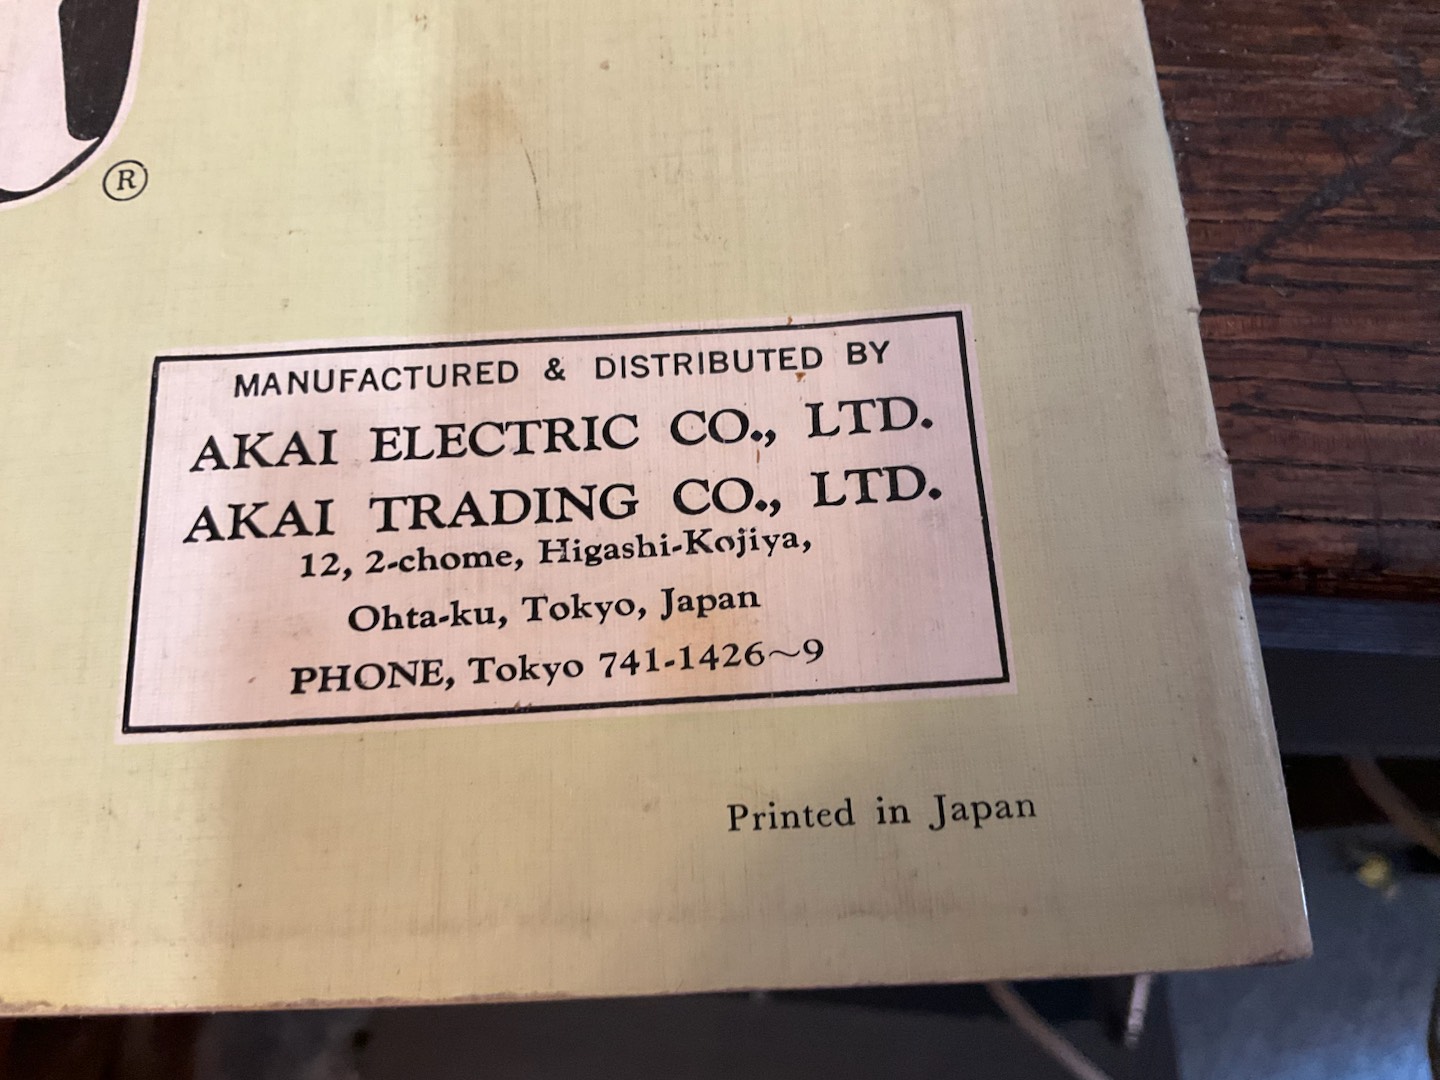 ®
MANUFACTURED & DISTRIBUTED BY
AKAI ELECTRIC CO., LTD.
AKAI TRADING CO., LTD.
12, 2-chome, Higashi-Kojiya,
Ohta-ku, Tokyo, Japan
PHONE, Tokyo 741-1426~9
Printed in Japan